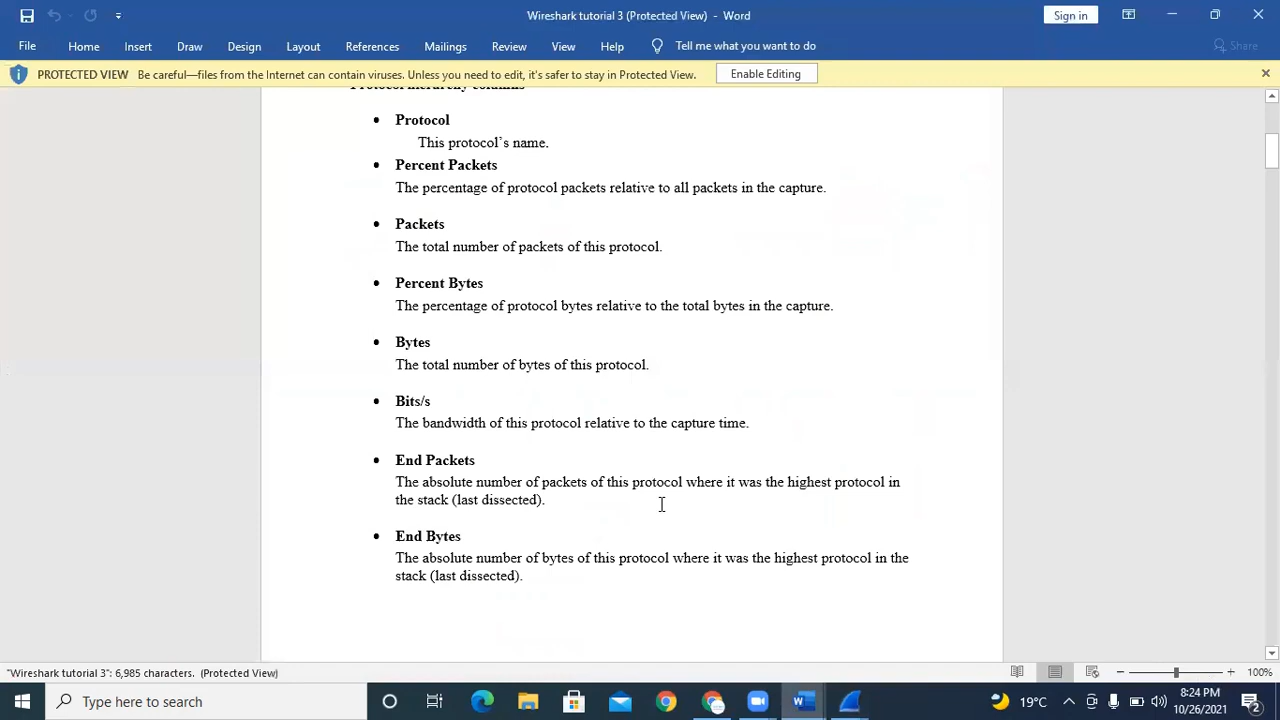 Wireshark tutorial 3 (Protected View) - Word
Sign in
File Home Insert Draw Design Layout References Mailings Review View Help Tell me what you want to do Share
PROTECTED VIEW Be careful—files from the Internet can contain viruses. Unless you need to edit, it's safer to stay in Protected View. Enable Editing
Protocol hierarchy columns
• Protocol
This protocol's name.
• Percent Packets
The percentage of protocol packets relative to all packets in the capture.
• Packets
The total number of packets of this protocol.
• Percent Bytes
The percentage of protocol bytes relative to the total bytes in the capture.
• Bytes
The total number of bytes of this protocol.
• Bits/s
The bandwidth of this protocol relative to the capture time.
• End Packets
The absolute number of packets of this protocol where it was the highest protocol in
the stack (last dissected).
• End Bytes
The absolute number of bytes of this protocol where it was the highest protocol in the
stack (last dissected).
"Wireshark tutorial 3": 6,985 characters. (Protected View)
100%
Type here to search
19°C
8:24 PM
10/26/2021
2